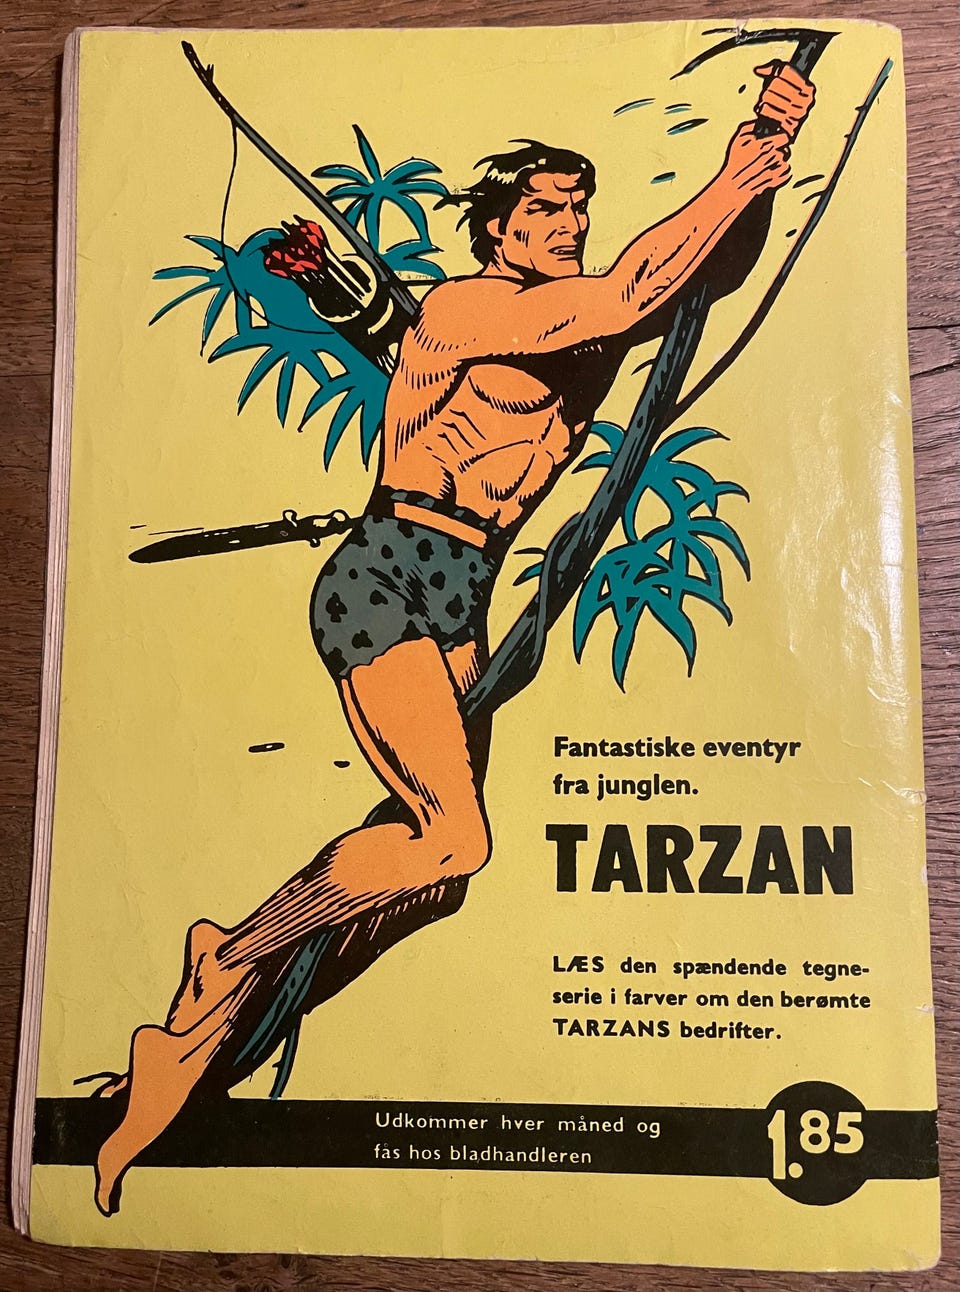 Fantastiske eventyr
fra junglen.
TARZAN
LÆS den spændende tegne-
serie i farver om den berømte
TARZANS bedrifter.
Udkommer hver måned og
fås hos bladhandleren
1.85